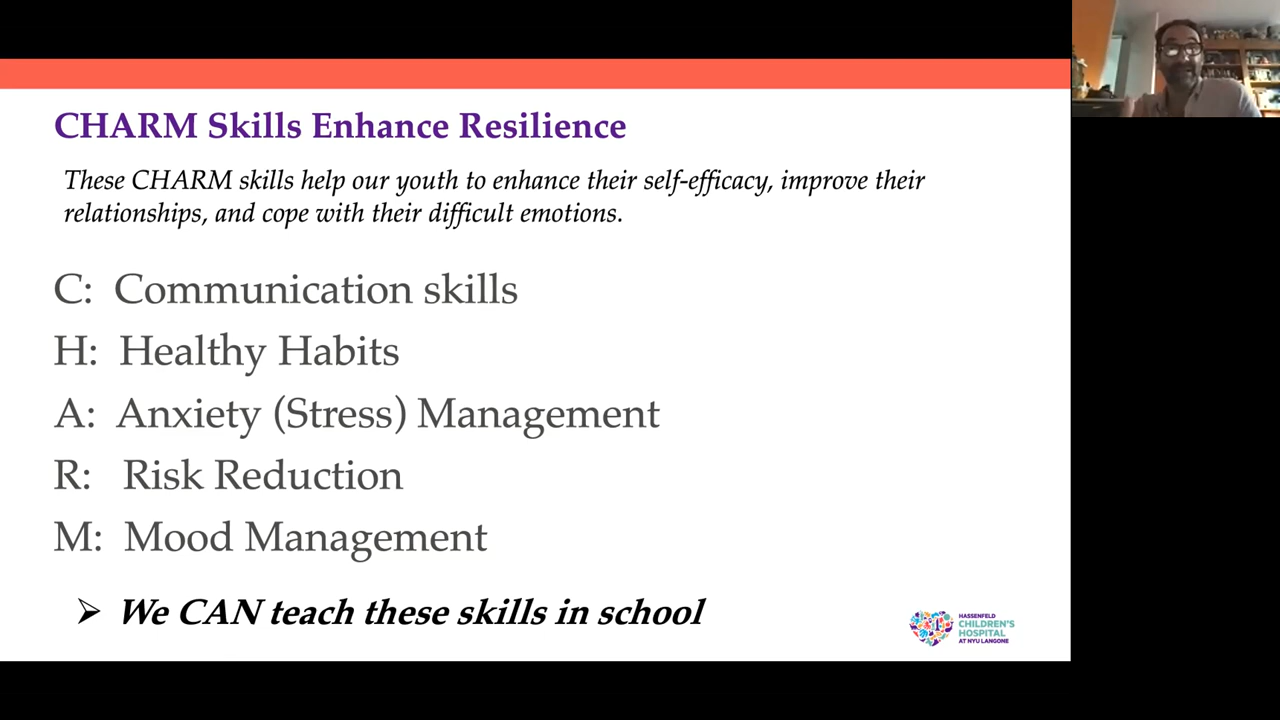 CHARM Skills Enhance Resilience
These CHARM skills help our youth to enhance their self-efficacy, improve their
relationships, and cope with their difficult emotions.
C: Communication skills
H: Healthy Habits
A: Anxiety (Stress) Management
R: Risk Reduction
M: Mood Management
➢ We CAN teach these skills in school
HASSENFELD
CHILDREN'S
HOSPITAL
AT NYU LANGONE